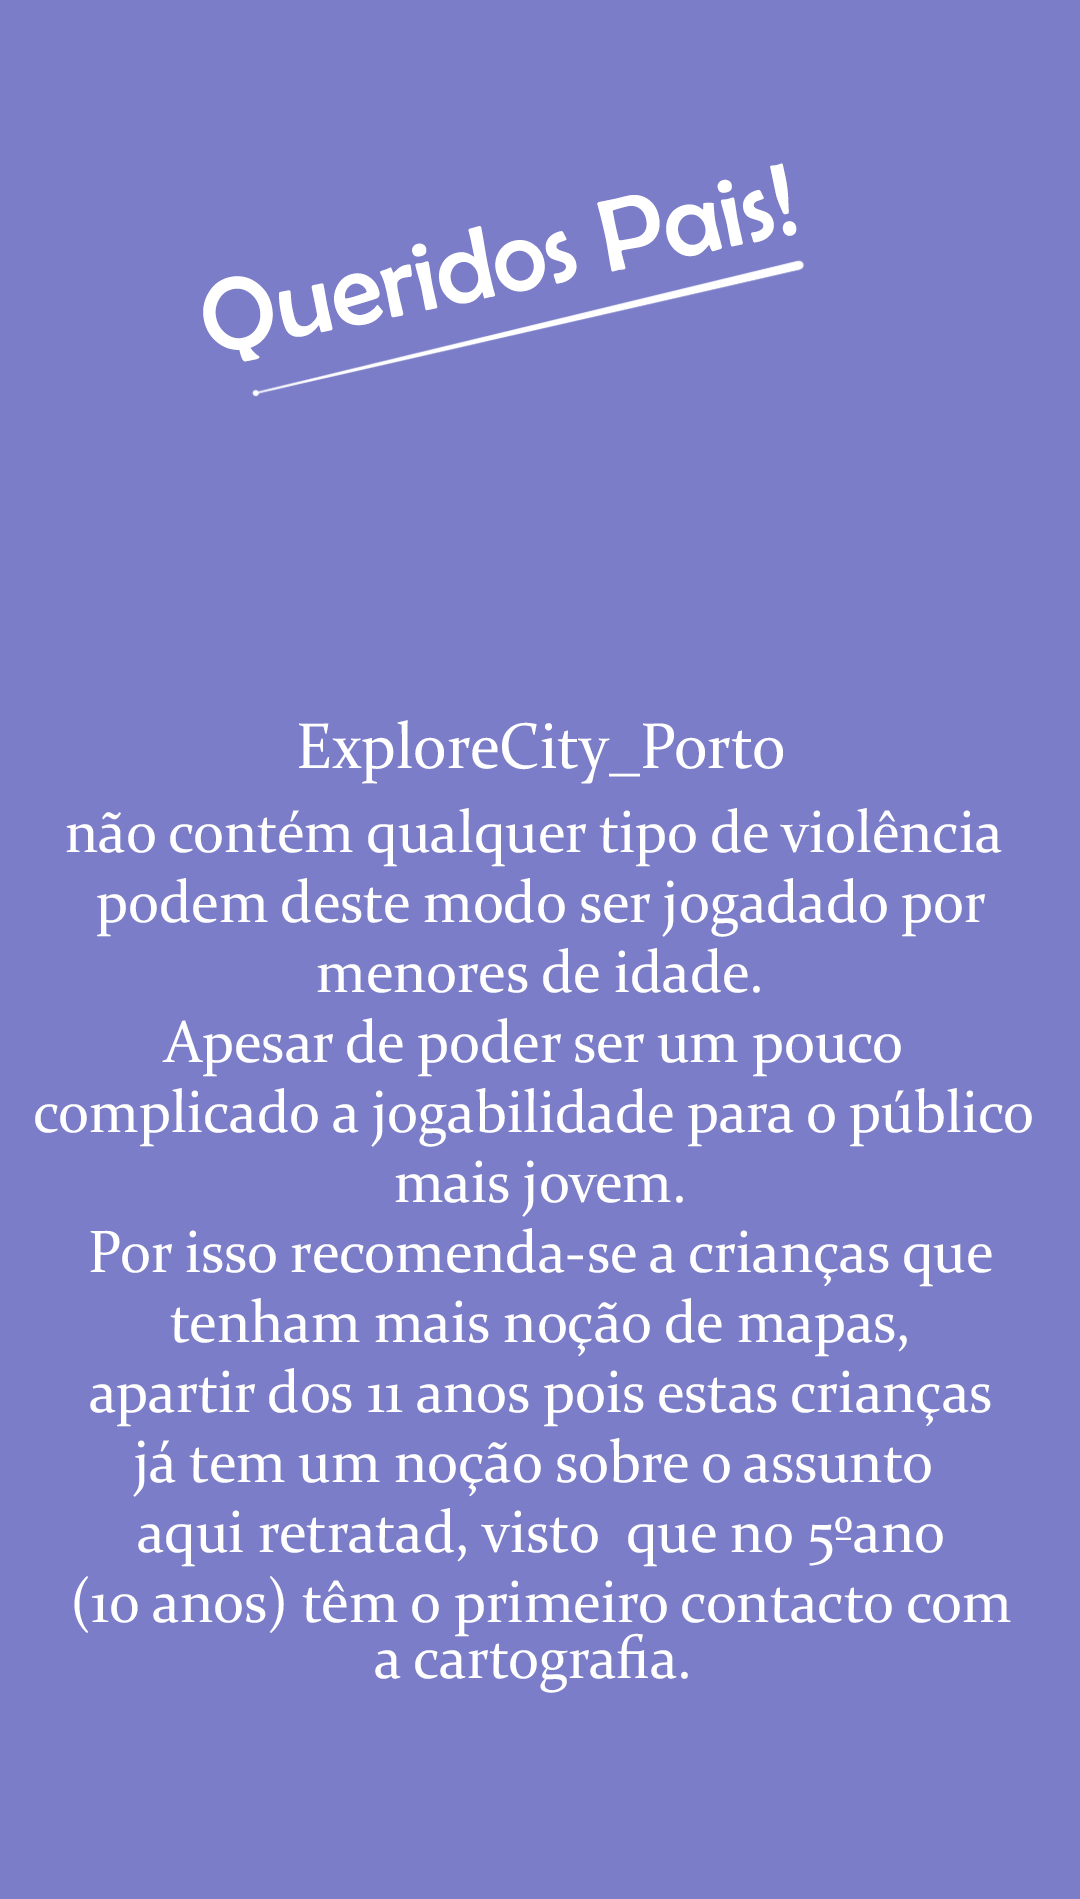 Queridos Pais!
ExploreCity_Porto
não contém qualquer tipo de violência
podem deste modo ser jogadado por
menores de idade.
Apesar de poder ser um pouco
complicado a jogabilidade para o público
mais jovem.
Por isso recomenda-se a crianças que
tenham mais noção de mapas,
apartir dos 11 anos pois estas crianças
já tem um noção sobre o assunto
aqui retratad, visto  que no 5ºano
(10 anos) têm o primeiro contacto com
a cartografia.